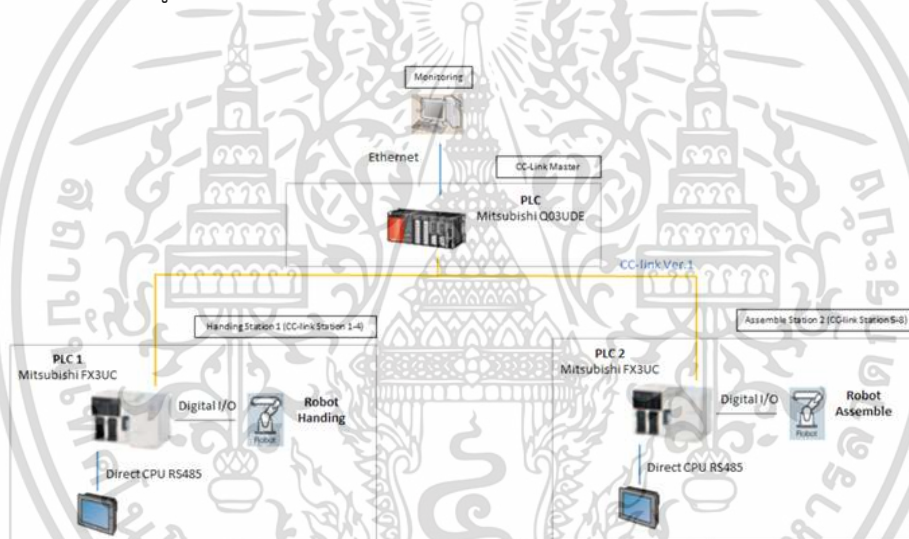 Monitoring
Ethernet
CC-Link Master
PLC
Mitsubishi Q03UDE
CC-link Ver.1
Handing Station 1 (CC-link Station 1-4)
Assemble Station 2 (CC-link Station 5-8)
PLC 1
Mitsubishi FX3UC
Digital I/O
Robot
Robot
Handing
Direct CPU RS485
PLC 2
Mitsubishi FX3UC
Digital I/O
Robot
Robot
Assemble
Direct CPU RS485